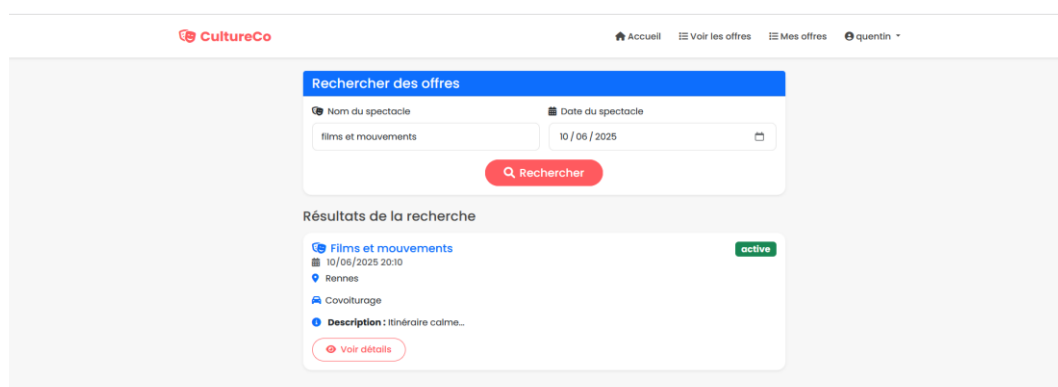 CultureCo
Accueil Voir les offres Mes offres quentin
Rechercher des offres
Nom du spectacle Date du spectacle
films et mouvements 10 / 06 / 2025
Rechercher
Résultats de la recherche
Films et mouvements active
10/06/2025 20:10
Rennes
Covoiturage
Description : Itinéraire calme...
Voir détails